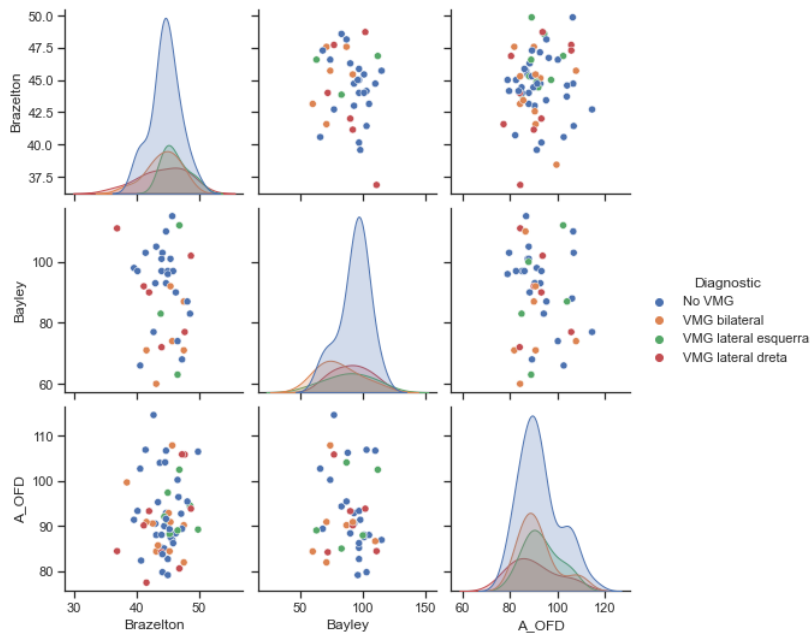 50.0
47.5
45.0
42.5
40.0
37.5
Brazelton
100
80
60
Bayley
Diagnostic
No VMG
VMG bilateral
VMG lateral esquerra
VMG lateral dreta
110
100
90
80
A_OFD
30 40 50
Brazelton
50 100 150
Bayley
60 80 100 120
A_OFD